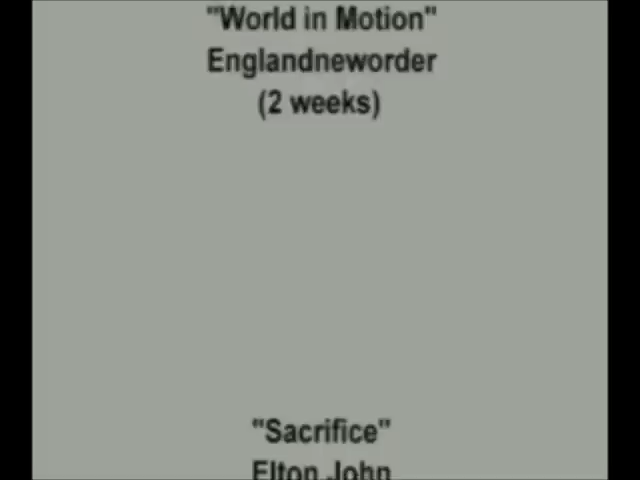 "World in Motion"
Englandneworder
(2 weeks)
"Sacrifice"
Elton John